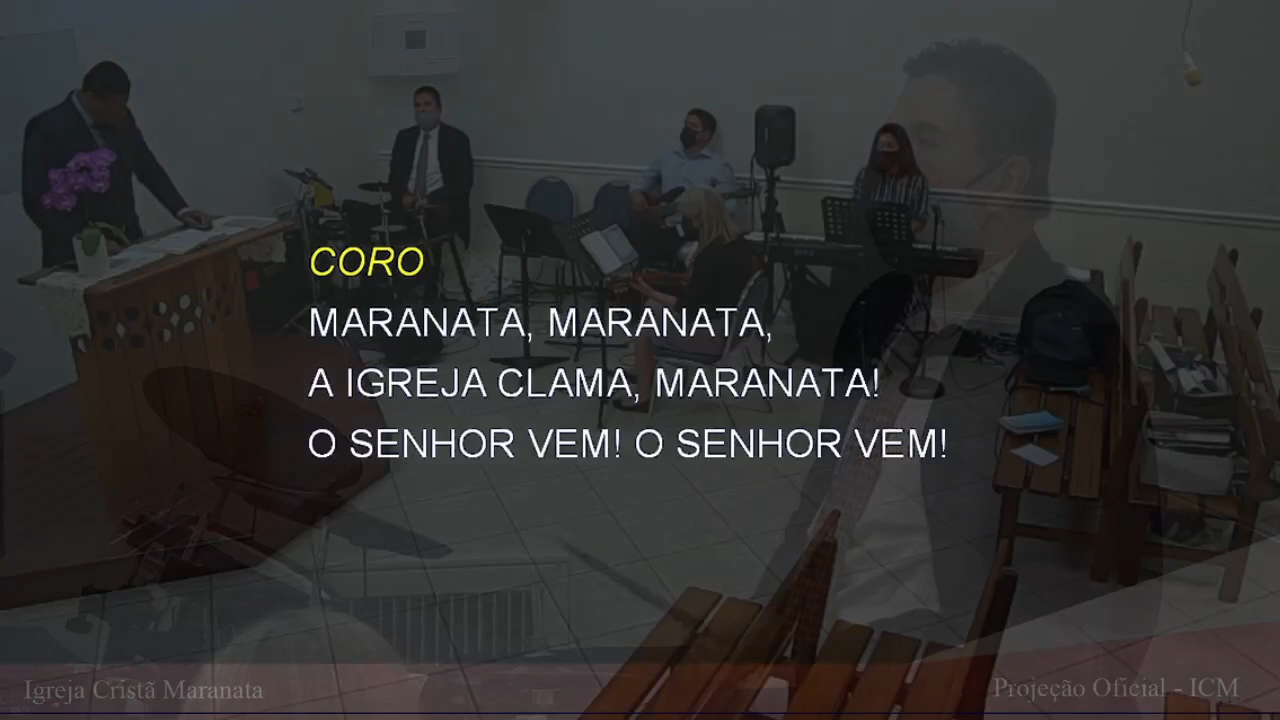 CORO
MARANATA, MARANATA,
A IGREJA CLAMA, MARANATA!
O SENHOR VEM! O SENHOR VEM!
Igreja Cristã Maranata
Projeção Oficial - ICM